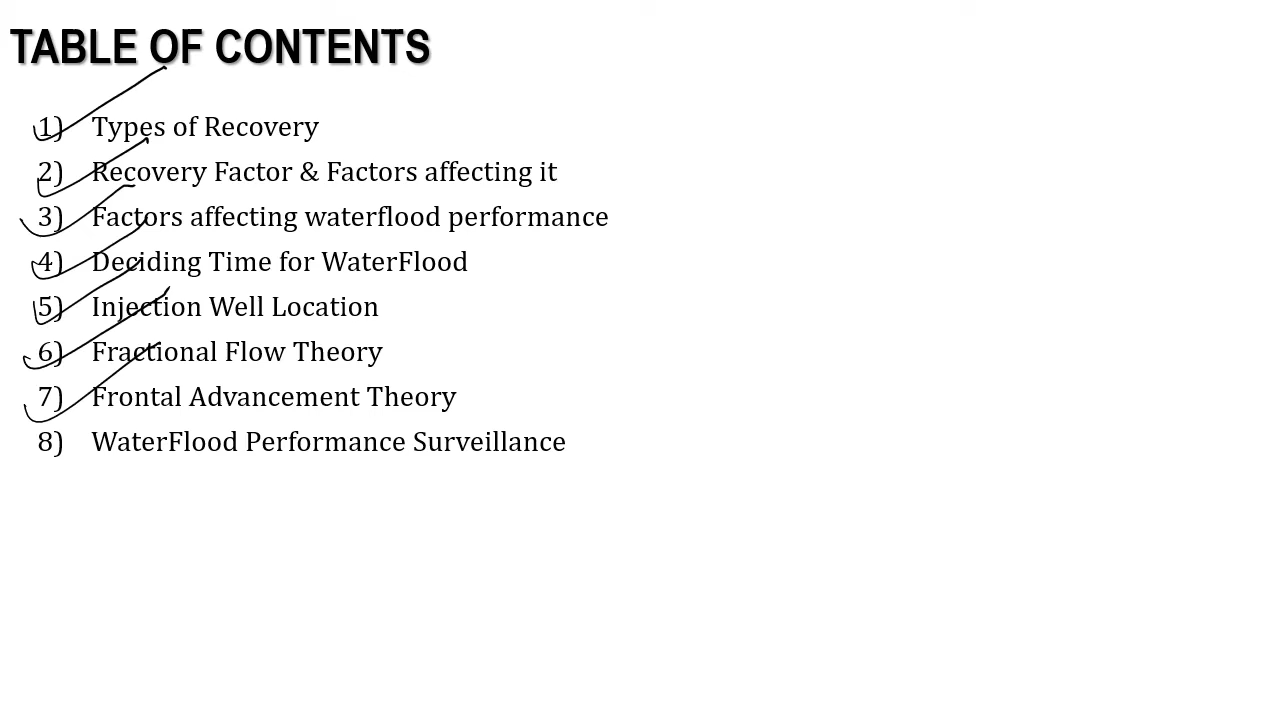 TABLE OF CONTENTS
1) Types of Recovery
2) Recovery Factor & Factors affecting it
3) Factors affecting waterflood performance
4) Deciding Time for WaterFlood
5) Injection Well Location
6) Fractional Flow Theory
7) Frontal Advancement Theory
8) WaterFlood Performance Surveillance